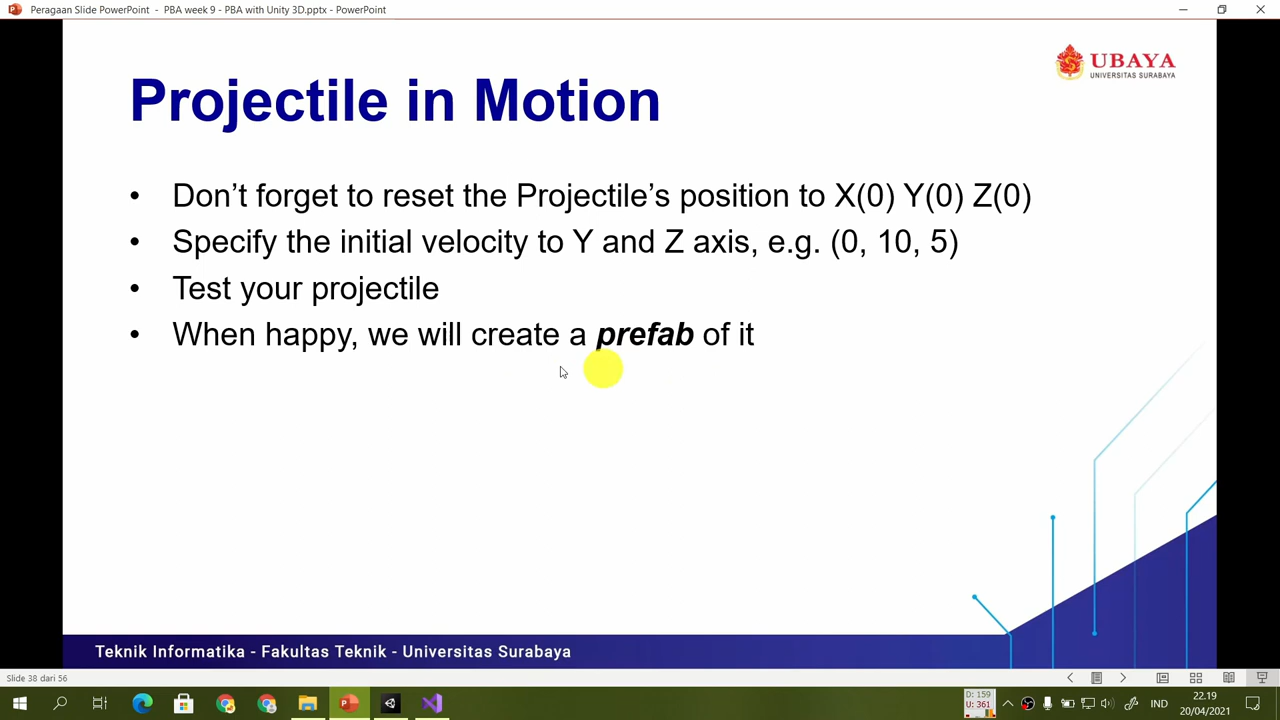 Peragaan Slide PowerPoint - PBA week 9 - PBA with Unity 3D.pptx - PowerPoint
UBAYA
UNIVERSITAS SURABAYA
Projectile in Motion
• Don’t forget to reset the Projectile’s position to X(0) Y(0) Z(0)
• Specify the initial velocity to Y and Z axis, e.g. (0, 10, 5)
• Test your projectile
• When happy, we will create a prefab of it
Teknik Informatika - Fakultas Teknik - Universitas Surabaya
Slide 38 dari 56
D: 159
U: 361
IND
22.19
20/04/2021